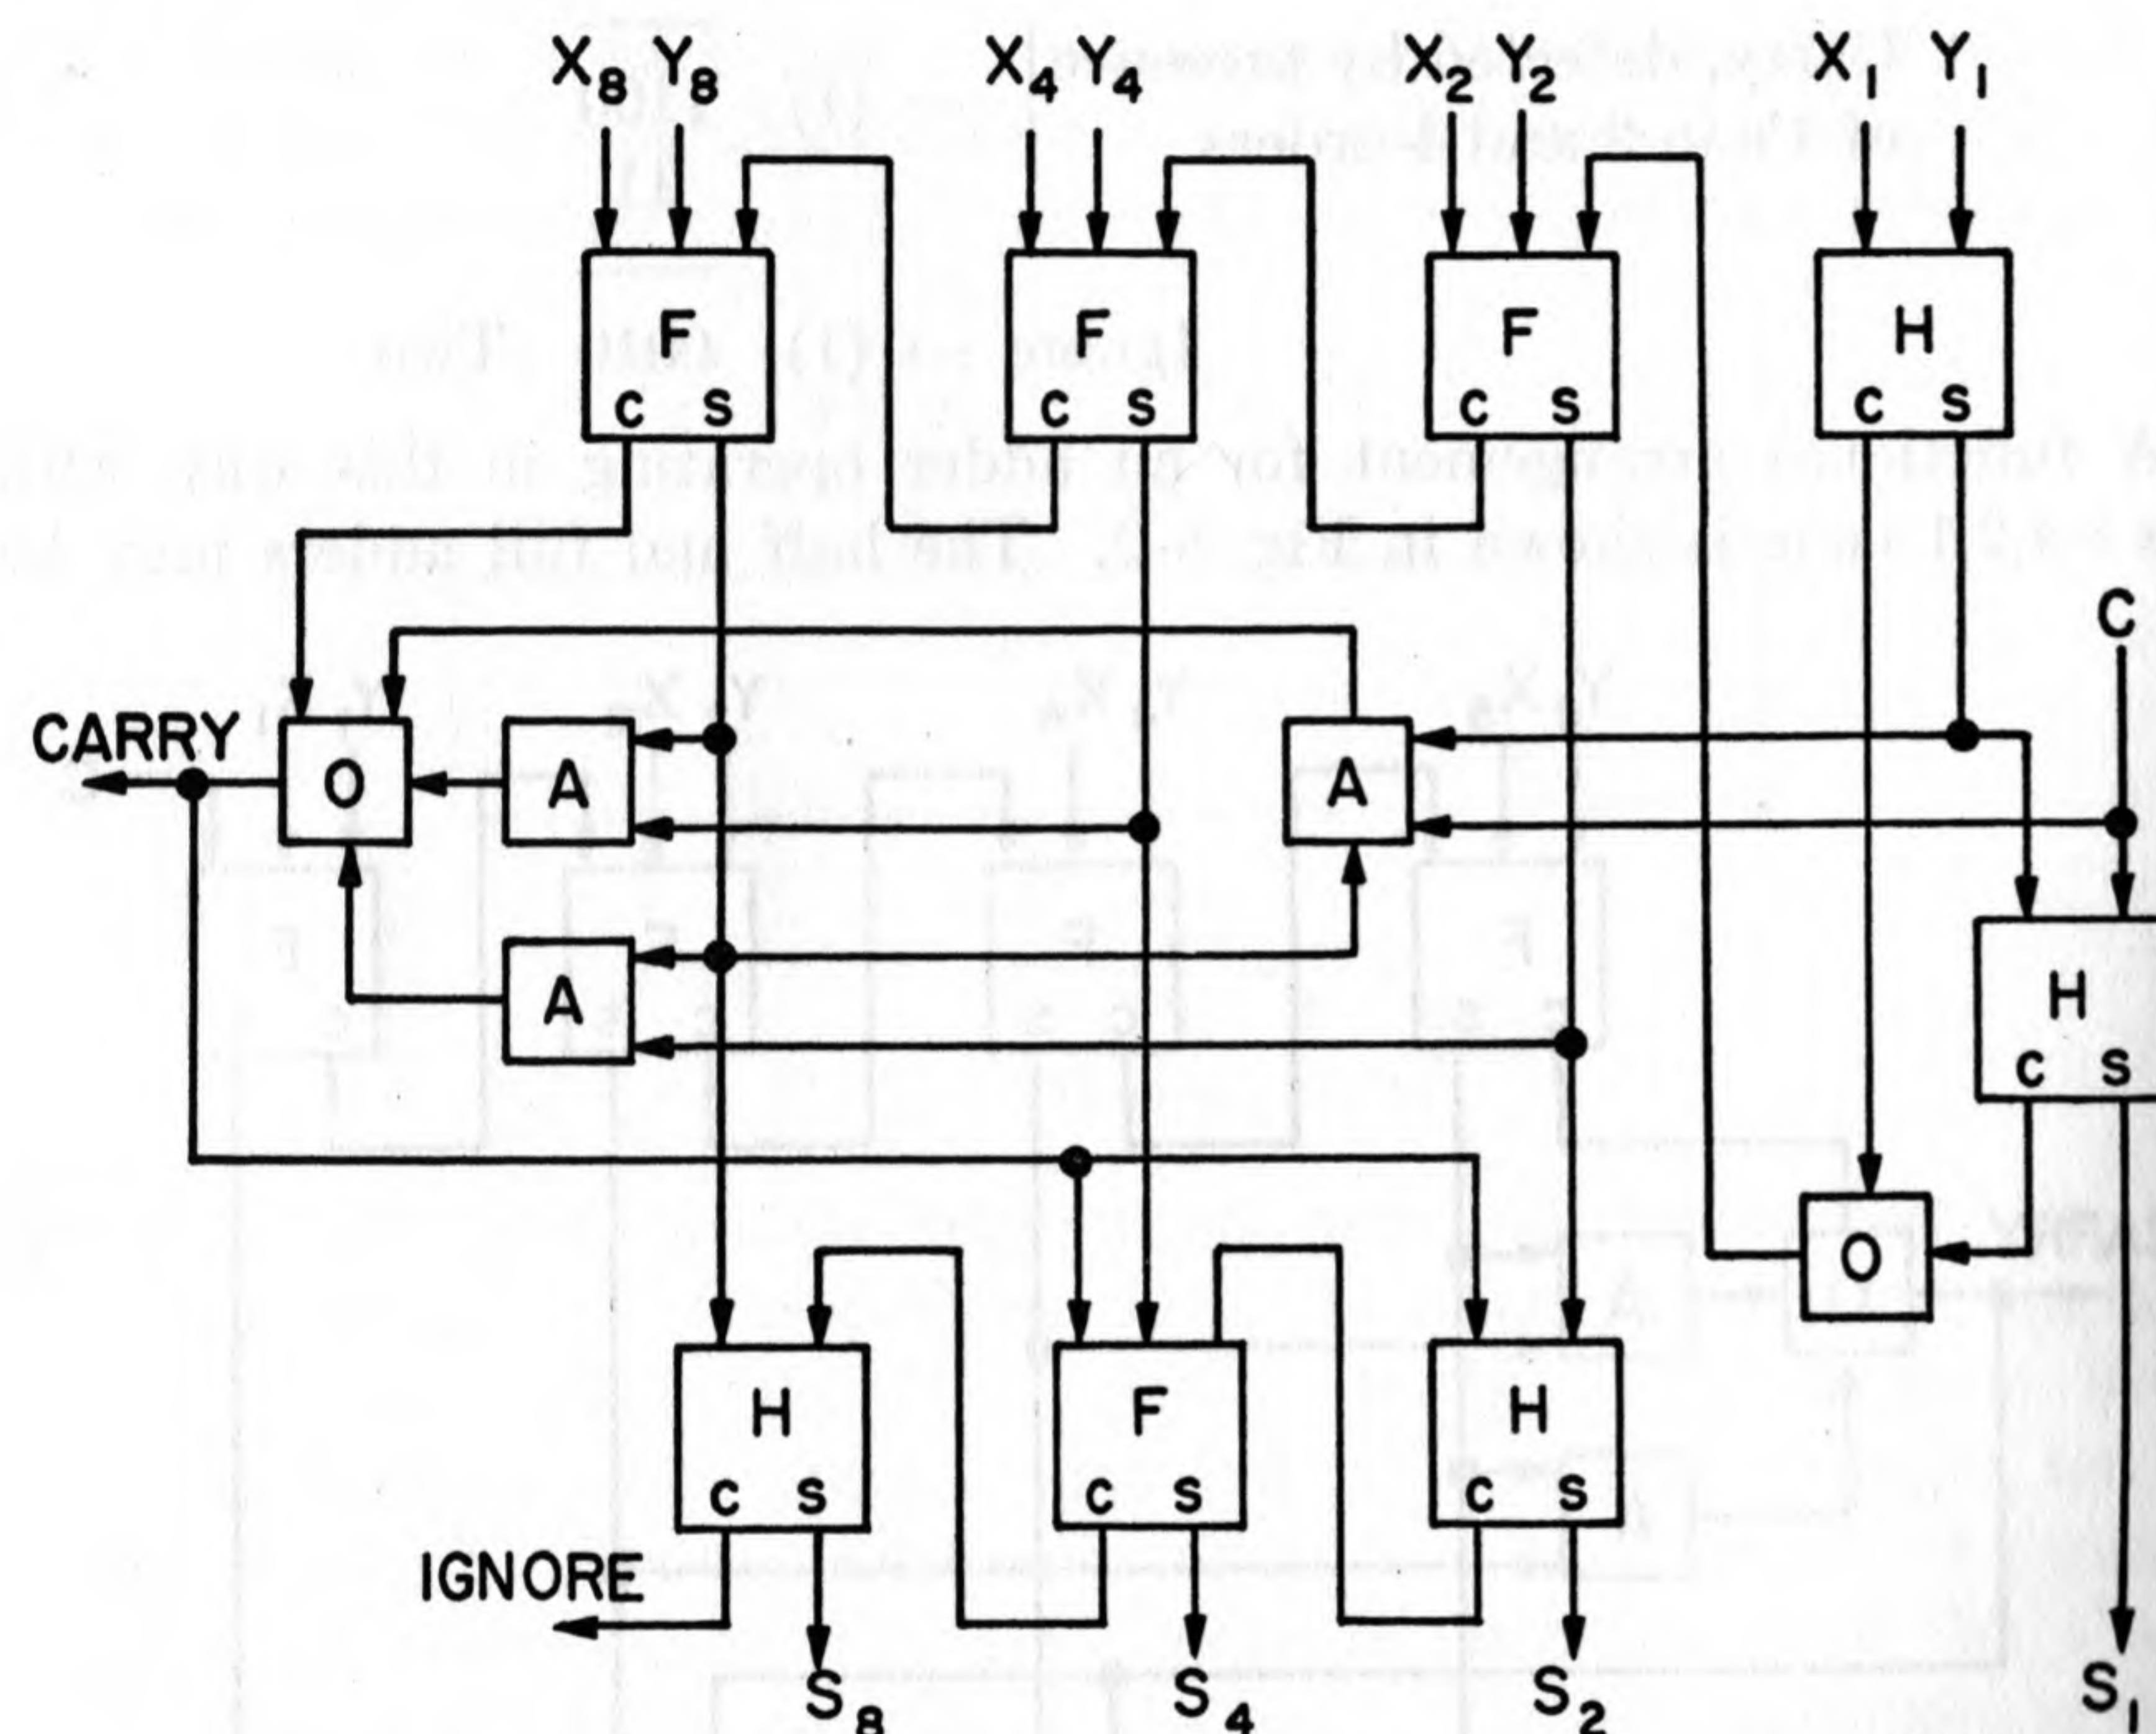 X8 Y8 X4 Y4 X2 Y2 X1 Y1
F F F H
C S C S C S C S
C
CARRY O A A
A H
C S
O
H F H
C S C S C S
IGNORE
S8 S4 S2 S1